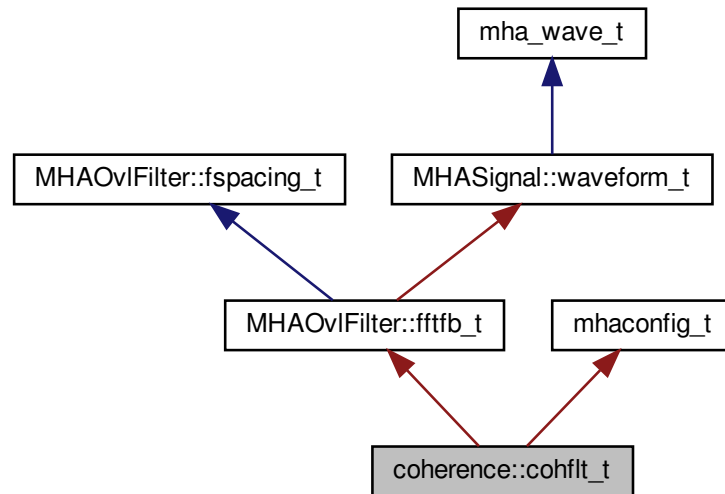 mha_wave_t
MHAOvlFilter::fspacing_t
MHASignal::waveform_t
MHAOvlFilter::fftfb_t
mhaconfig_t
coherence::cohflt_t